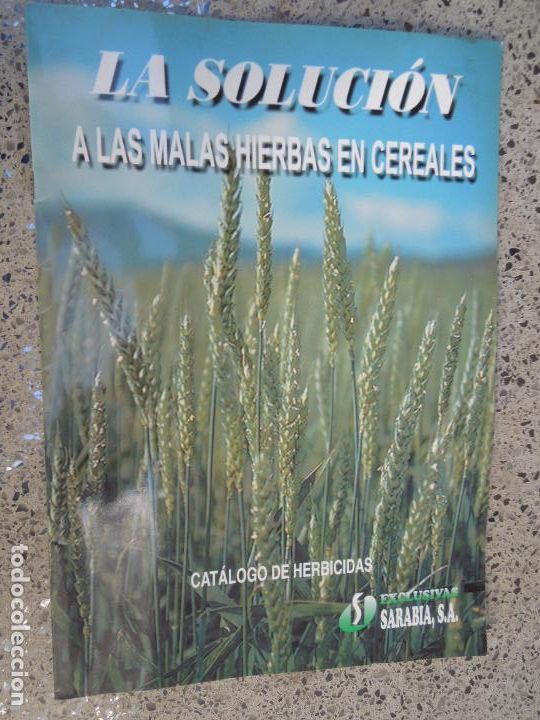 LA SOLUCIÓN
A LAS MALAS HIERBAS EN CEREALES
CATÁLOGO DE HERBICIDAS
EXCLUSIVAS
SARABIA, S.A.
todocoleccion